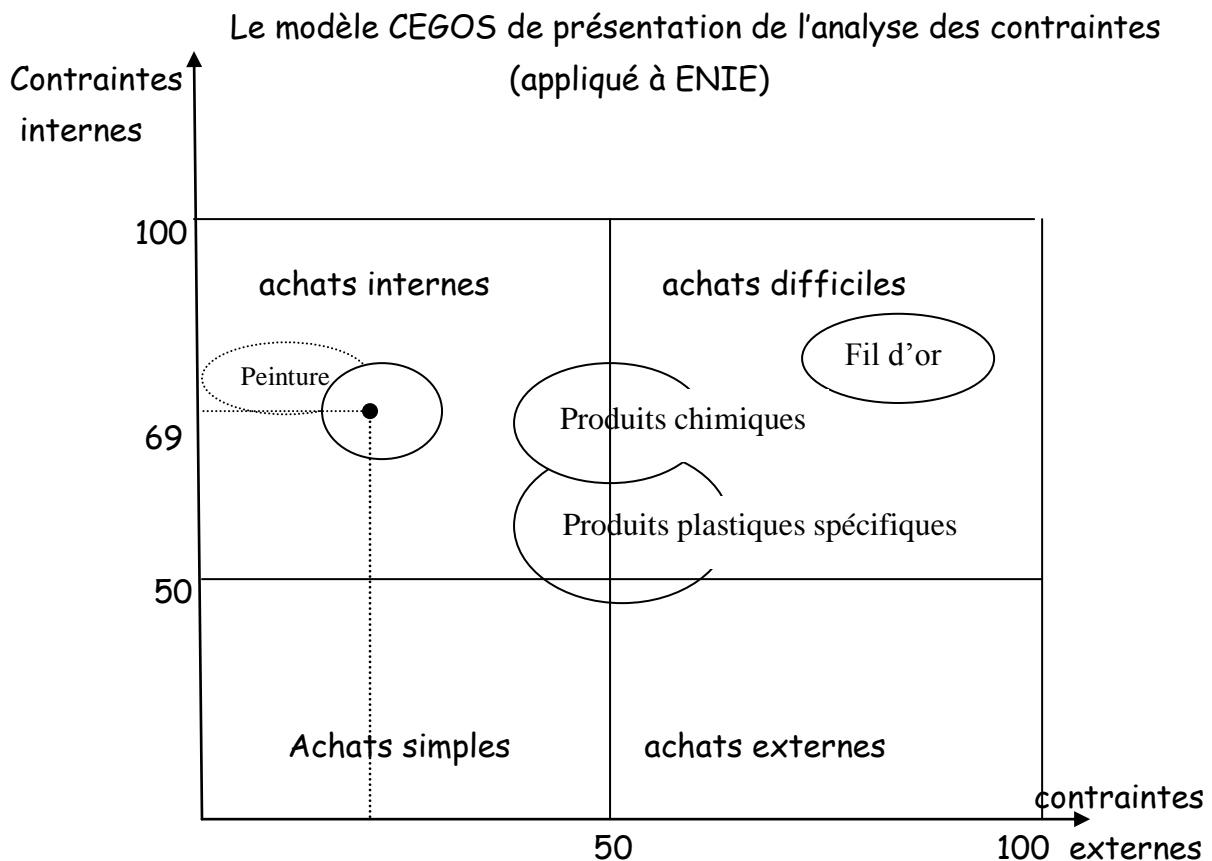 Le modèle CEGOS de présentation de l'analyse des contraintes
(appliqué à ENIE)
Contraintes
internes
100
achats internes
achats difficiles
Fil d'or
Peinture
Produits chimiques
69
Produits plastiques spécifiques
50
Achats simples
achats externes
contraintes
50
100 externes